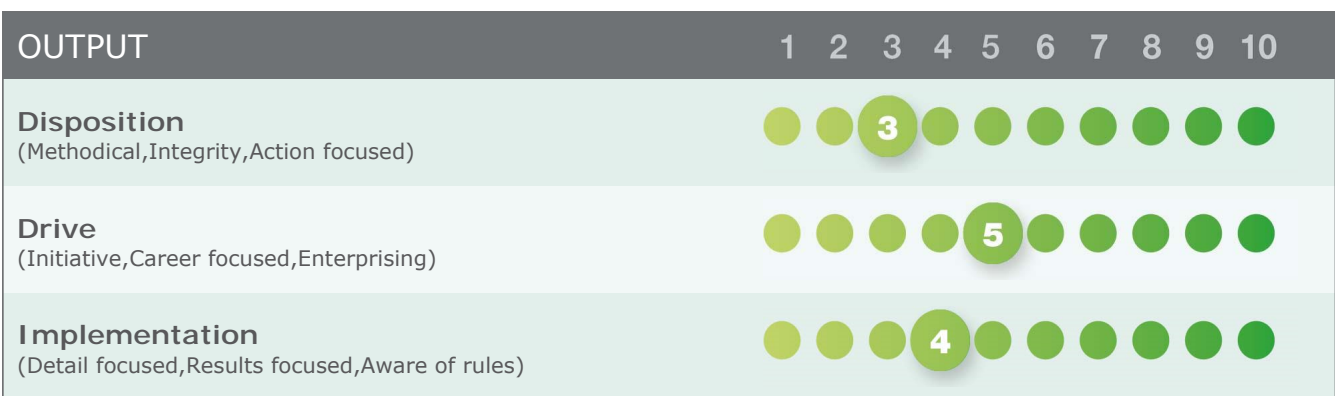 OUTPUT 1 2 3 4 5 6 7 8 9 10
Disposition
(Methodical,Integrity,Action focused)
3
Drive
(Initiative,Career focused,Enterprising)
5
Implementation
(Detail focused,Results focused,Aware of rules)
4